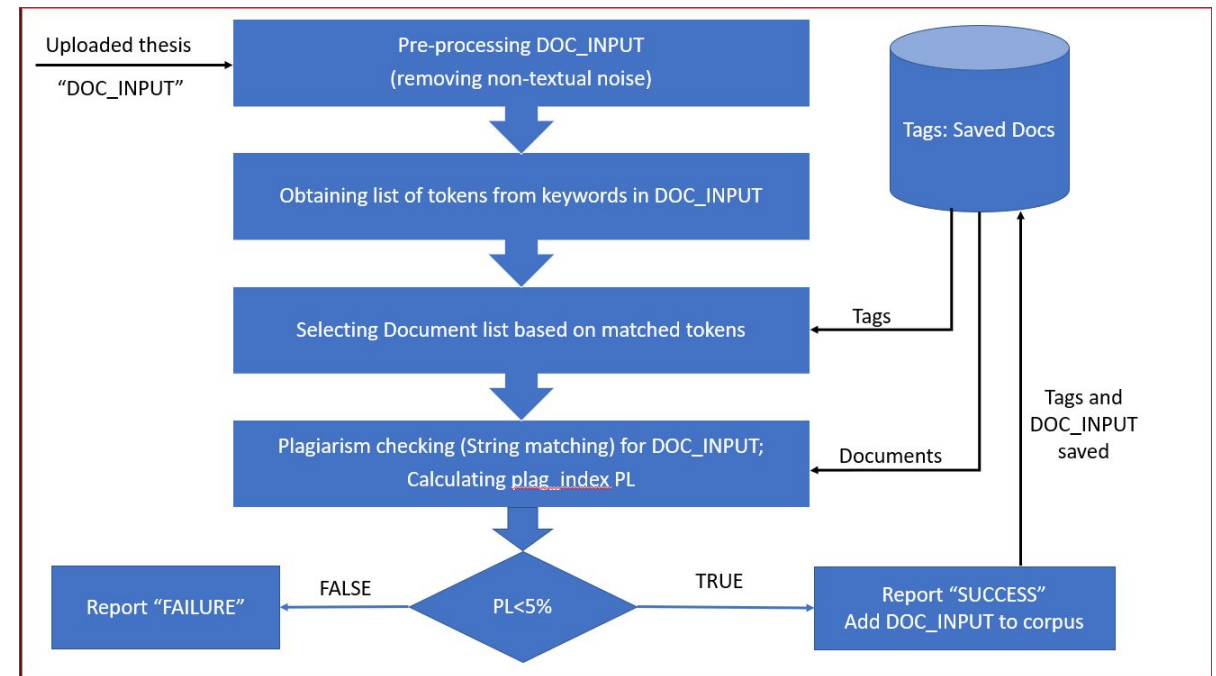 Uploaded thesis
“DOC_INPUT”
Pre-processing DOC_INPUT
(removing non-textual noise)
Tags: Saved Docs
Obtaining list of tokens from keywords in DOC_INPUT
Selecting Document list based on matched tokens
Tags
Plagiarism checking (String matching) for DOC_INPUT;
Calculating plag_index PL
Documents
Tags and
DOC_INPUT
saved
Report “FAILURE”
FALSE
PL<5%
TRUE
Report “SUCCESS”
Add DOC_INPUT to corpus